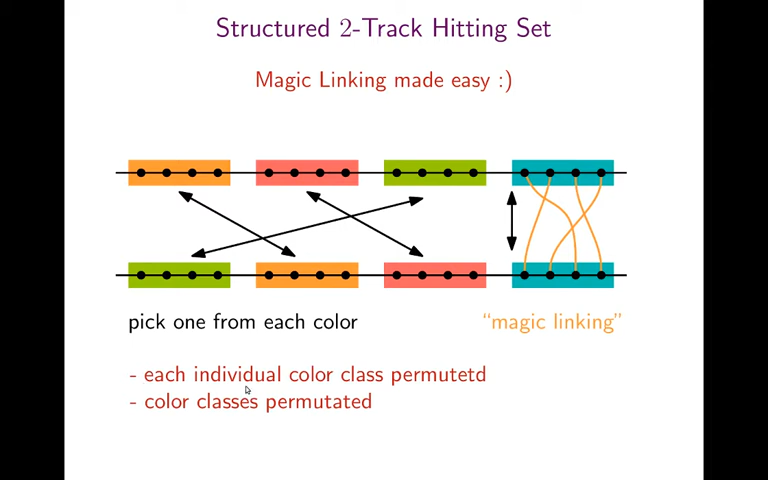 Structured 2-Track Hitting Set
Magic Linking made easy :)
pick one from each color
“magic linking”
- each individual color class permutetd
- color classes permutated